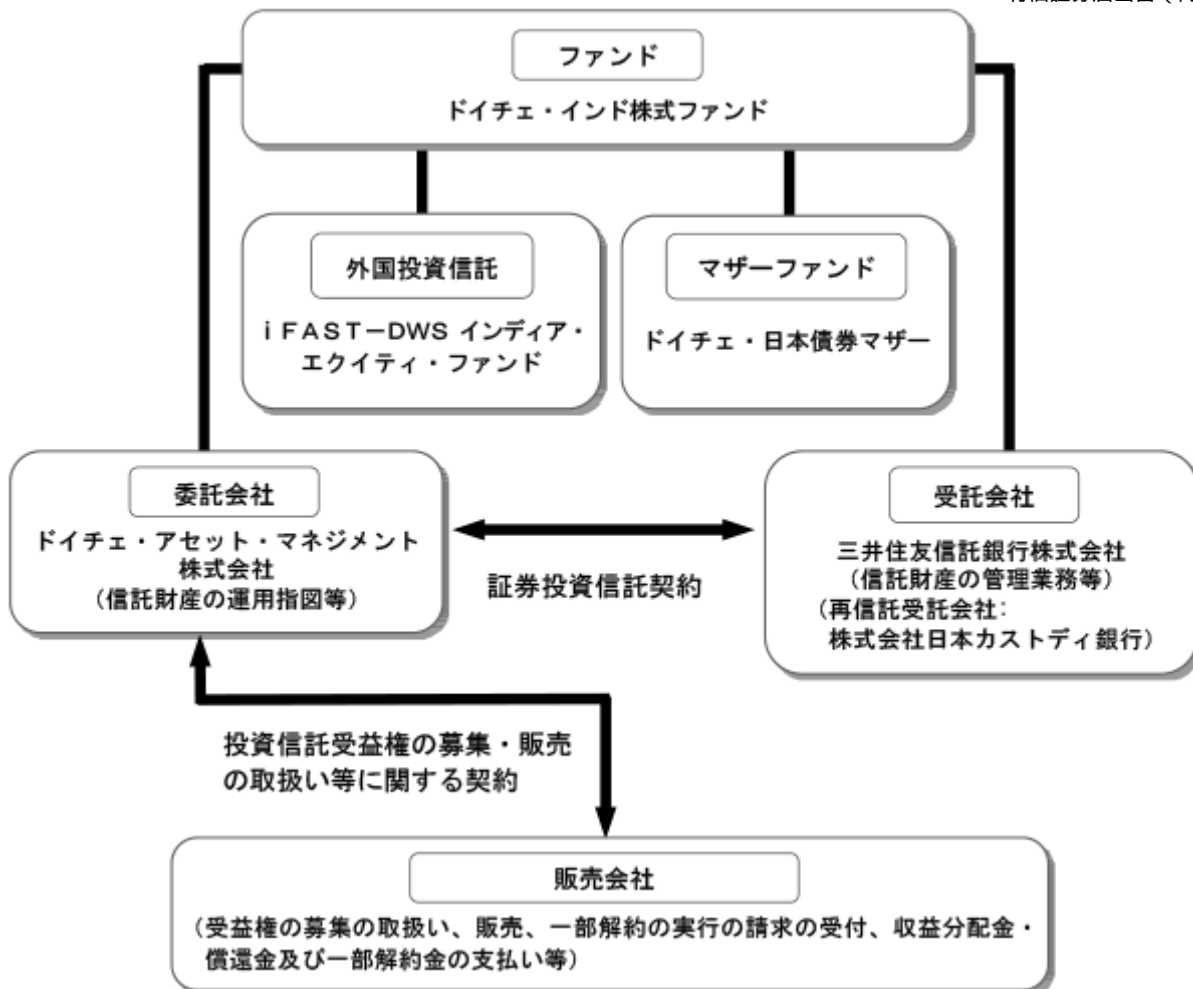 ファンド
ドイチェ・インド株式ファンド
外国投資信託
iFAST－DWS インディア・
エクイティ・ファンド
マザーファンド
ドイチェ・日本債券マザー
委託会社
ドイチェ・アセット・マネジメント
株式会社
(信託財産の運用指図等)
証券投資信託契約
受託会社
三井住友信託銀行株式会社
(信託財産の管理業務等)
(再信託受託会社:
株式会社日本カストディ銀行)
投資信託受益権の募集・販売
の取扱い等に関する契約
販売会社
(受益権の募集の取扱い、販売、一部解約の実行の請求の受付、収益分配金・
償還金及び一部解約金の支払い等)